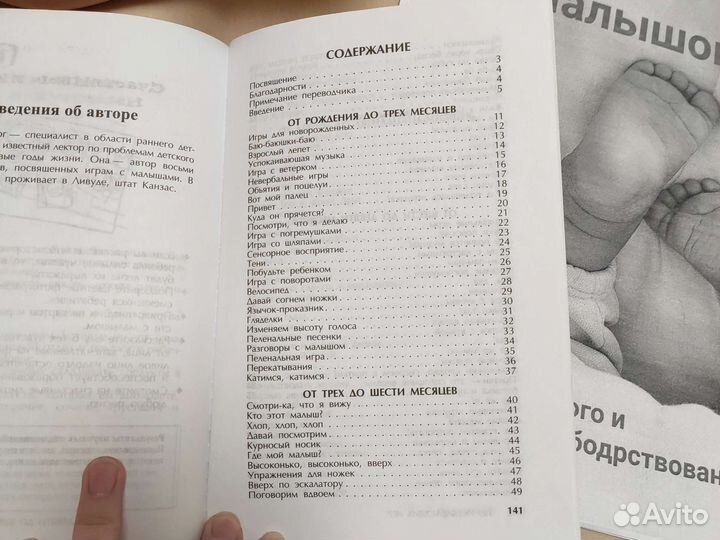 ведения об авторе
ог — специалист в области раннего дет-
известный лектор по проблемам детского
вые годы жизни. Она — автор восьми
в, посвященных играм с малышами. В
проживает в Ливуде, штат Канзас.
СОДЕРЖАНИЕ
Посвящение 3
Благодарности 4
Примечание переводчика 4
Введение 5
ОТ РОЖДЕНИЯ ДО ТРЕХ МЕСЯЦЕВ
Игры для новорожденных 11
Баю-баюшки-баю 12
Взрослый лепет 13
Успокаивающая музыка 14
Игра с ветерком 15
Невербальные игры 16
Объятия и поцелуи 17
Вот мой палец 18
Привет 19
Куда он прячется? 20
Посмотри, что я делаю 21
Игра с погремушками 22
Игра со шляпами 23
Сенсорное восприятие 24
Тени 25
Побудьте ребенком 26
Игра с поворотами 27
Велосипед 28
Давай согнем ножки 29
Язычок-проказник 30
Гляделки 31
Изменяем высоту голоса 32
Пеленальные песенки 33
Разговоры с малышом 34
Пеленальная игра 35
Перекатывания 36
Катимся, катимся 37
ОТ ТРЕХ ДО ШЕСТИ МЕСЯЦЕВ
Смотри-ка, что я вижу 40
Кто этот малыш? 41
Хлоп, хлоп, хлоп 42
Давай посмотрим 43
Курносый носик 44
Где мой малыш? 45
Высоконько, высоконько, вверх 46
Упражнения для ножек 47
Вверх по эскалатору 48
Поговорим вдвоем 49
141
малышом
ого и
бодрствован
Avito